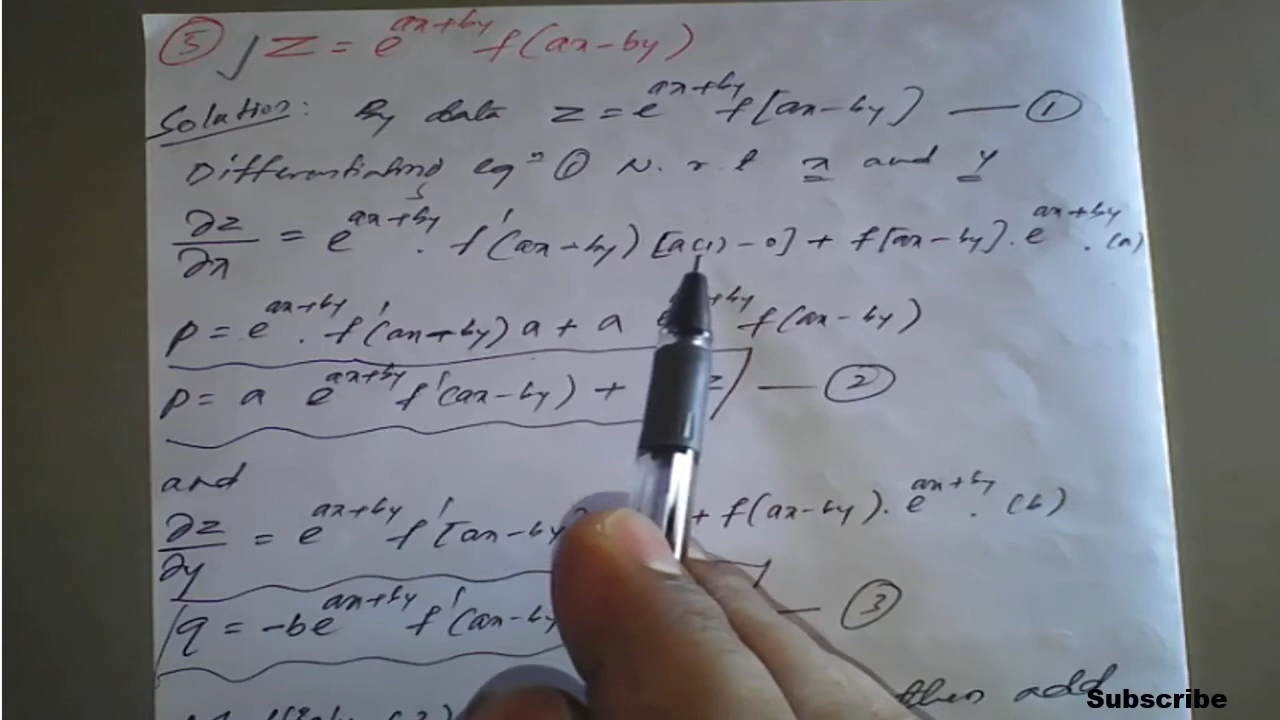 ⑤ } z = e^{ax+by} f(ax-by)
Solution: By data z = e^{ax+by} f[ax-by] — ①
Differentiating eqⁿ ① w.r.t x and y
∂z/∂x = e^{ax+by} . f'(ax-by) [a(1)-0] + f[ax-by] . e^{ax+by} . (a)
p = e^{ax+by} . f'(ax-by) a + a f(ax-by)
p = a e^{ax+by} f'(ax-by) + z — ②
and
∂z/∂y = e^{ax+by} f'[ax-by + f(ax-by) . e^{ax+by} . (b)
q = -be^{ax+by} f'(ax-by — ③
then add
Subscribe